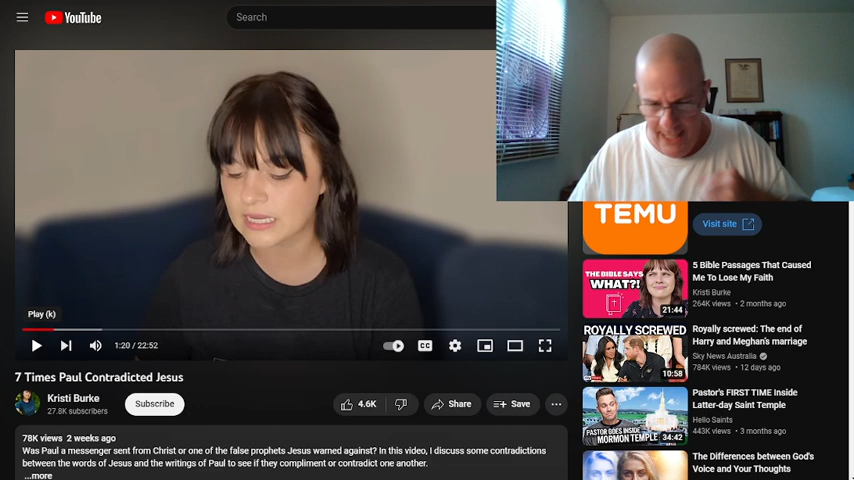 YouTube
Search
Play (k)
1:20 / 22:52
CC
7 Times Paul Contradicted Jesus
Kristi Burke
27.8K subscribers
Subscribe
4.6K
Share
Save
78K views 2 weeks ago
Was Paul a messenger sent from Christ or one of the false prophets Jesus warned against? In this video, I discuss some contradictions
between the words of Jesus and the writings of Paul to see if they compliment or contradict one another.
...more
TEMU
Visit site
THE BIBLE SAYS
WHAT?!
21:44
5 Bible Passages That Caused
Me To Lose My Faith
Kristi Burke
264K views • 2 months ago
ROYALLY SCREWED
10:58
Royally screwed: The end of
Harry and Meghan's marriage
Sky News Australia
784K views • 12 days ago
PASTOR GOES INSIDE
MORMON TEMPLE
34:42
Pastor's FIRST TIME Inside
Latter-day Saint Temple
Hello Saints
443K views • 3 months ago
The Differences between God's
Voice and Your Thoughts